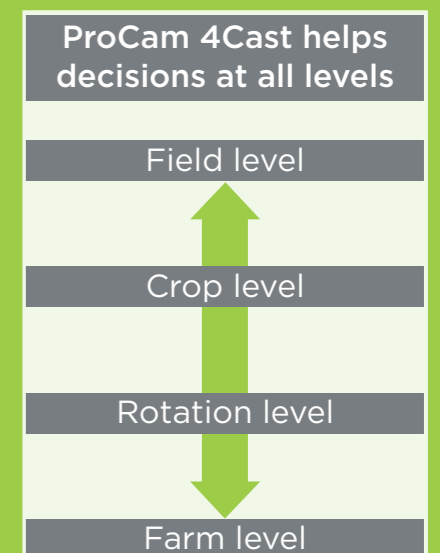 ProCam 4Cast helps
decisions at all levels
Field level
Crop level
Rotation level
Farm level